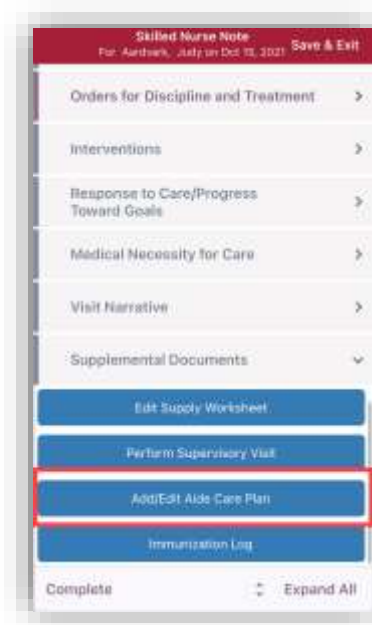 Skilled Nurse Note
For: Aardvark, Judy on Oct 15, 2021
Save & Exit
Orders for Discipline and Treatment
Interventions
Response to Care/Progress
Toward Goals
Medical Necessity for Care
Visit Narrative
Supplemental Documents
Edit Supply Worksheet
Perform Supervisory Visit
Add/Edit Aide Care Plan
Immunization Log
Complete
Expand All